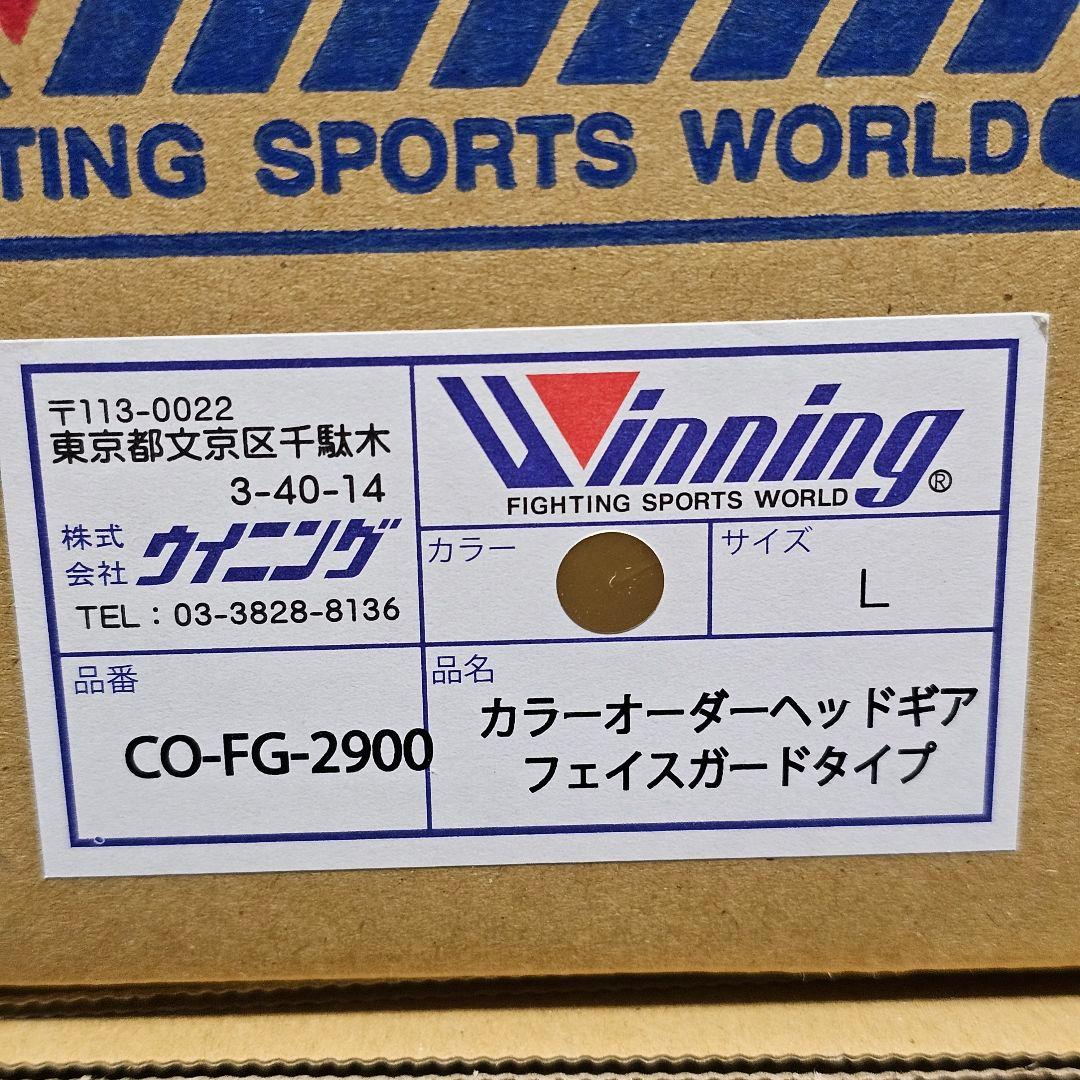 TING SPORTS WORLD
〒113-0022
東京都文京区千駄木
3-40-14
株式会社 ウイニング
TEL：03-3828-8136
Winning®
FIGHTING SPORTS WORLD
カラー
サイズ
L
品番
CO-FG-2900
品名
カラーオーダーヘッドギア
フェイスガードタイプ